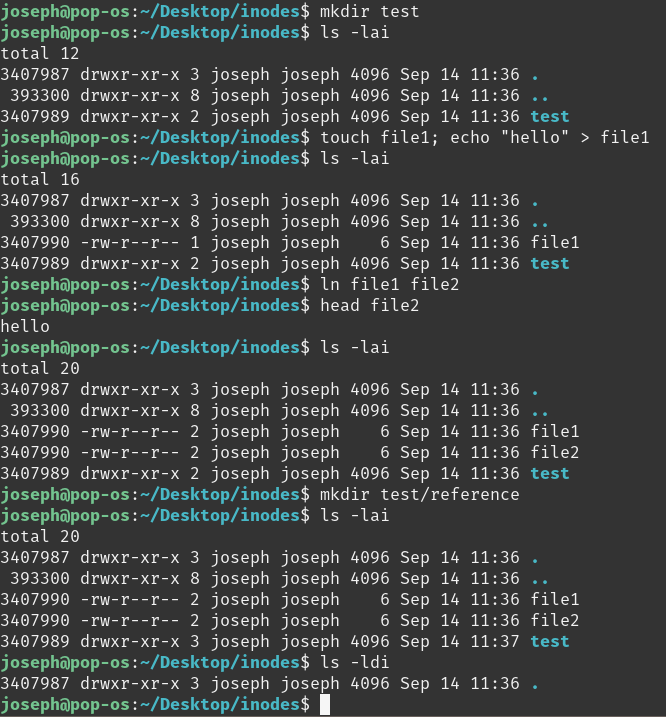 joseph@pop-os:~/Desktop/inodes$ mkdir test
joseph@pop-os:~/Desktop/inodes$ ls -lai
total 12
3407987 drwxr-xr-x 3 joseph joseph 4096 Sep 14 11:36 .
 393300 drwxr-xr-x 8 joseph joseph 4096 Sep 14 11:36 ..
3407989 drwxr-xr-x 2 joseph joseph 4096 Sep 14 11:36 test
joseph@pop-os:~/Desktop/inodes$ touch file1; echo "hello" > file1
joseph@pop-os:~/Desktop/inodes$ ls -lai
total 16
3407987 drwxr-xr-x 3 joseph joseph 4096 Sep 14 11:36 .
 393300 drwxr-xr-x 8 joseph joseph 4096 Sep 14 11:36 ..
3407990 -rw-r--r-- 1 joseph joseph    6 Sep 14 11:36 file1
3407989 drwxr-xr-x 2 joseph joseph 4096 Sep 14 11:36 test
joseph@pop-os:~/Desktop/inodes$ ln file1 file2
joseph@pop-os:~/Desktop/inodes$ head file2
hello
joseph@pop-os:~/Desktop/inodes$ ls -lai
total 20
3407987 drwxr-xr-x 3 joseph joseph 4096 Sep 14 11:36 .
 393300 drwxr-xr-x 8 joseph joseph 4096 Sep 14 11:36 ..
3407990 -rw-r--r-- 2 joseph joseph    6 Sep 14 11:36 file1
3407990 -rw-r--r-- 2 joseph joseph    6 Sep 14 11:36 file2
3407989 drwxr-xr-x 2 joseph joseph 4096 Sep 14 11:36 test
joseph@pop-os:~/Desktop/inodes$ mkdir test/reference
joseph@pop-os:~/Desktop/inodes$ ls -lai
total 20
3407987 drwxr-xr-x 3 joseph joseph 4096 Sep 14 11:36 .
 393300 drwxr-xr-x 8 joseph joseph 4096 Sep 14 11:36 ..
3407990 -rw-r--r-- 2 joseph joseph    6 Sep 14 11:36 file1
3407990 -rw-r--r-- 2 joseph joseph    6 Sep 14 11:36 file2
3407989 drwxr-xr-x 3 joseph joseph 4096 Sep 14 11:37 test
joseph@pop-os:~/Desktop/inodes$ ls -ldi
3407987 drwxr-xr-x 3 joseph joseph 4096 Sep 14 11:36 .
joseph@pop-os:~/Desktop/inodes$